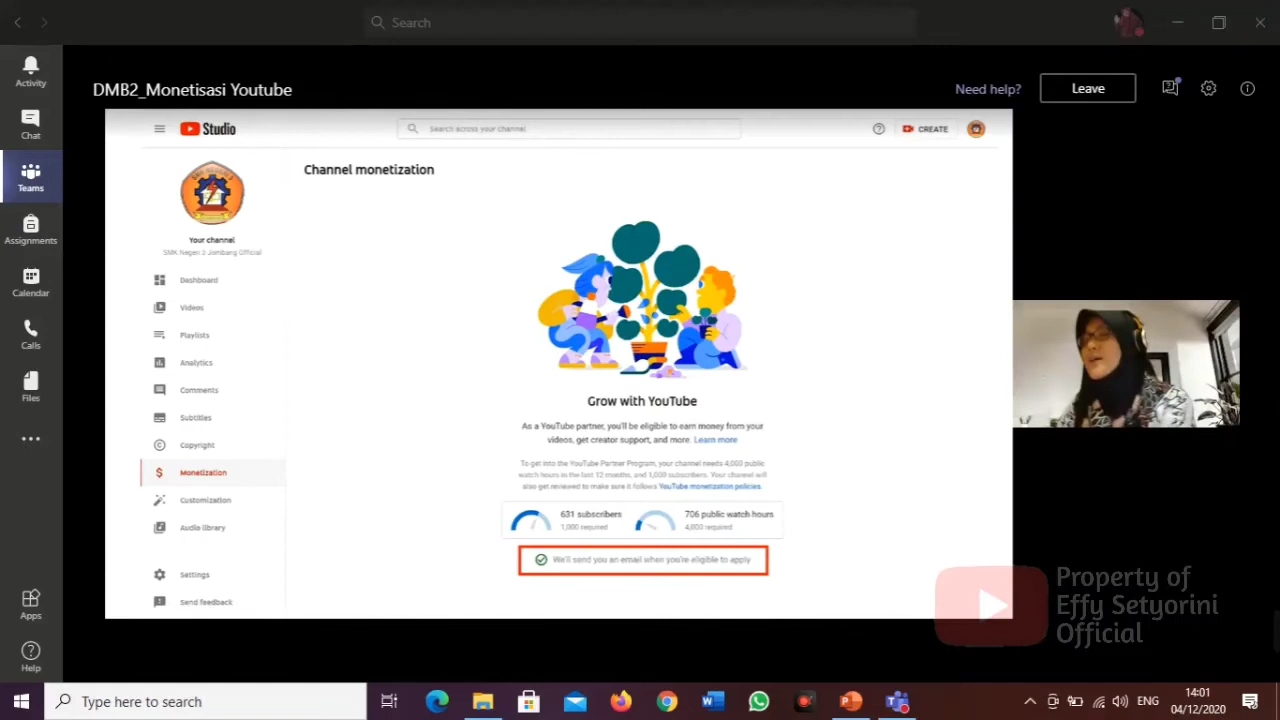 Search
Activity
Chat
Teams
Assignments
Calendar
Calls
Files
Apps
Help
DMB2_Monetisasi Youtube
Need help?
Leave
Studio
Search across your channel
CREATE
Your channel
SMK Negeri 3 Jombang Official
Dashboard
Videos
Playlists
Analytics
Comments
Subtitles
Copyright
Monetization
Customization
Audio library
Settings
Send feedback
Channel monetization
Grow with YouTube
As a YouTube partner, you'll be eligible to earn money from your
videos, get creator support, and more. Learn more
To get into the YouTube Partner Program, your channel needs 4,000 public
watch hours in the last 12 months, and 1,000 subscribers. Your channel will
also get reviewed to make sure it follows YouTube monetization policies.
631 subscribers
1,000 required
706 public watch hours
4,000 required
We'll send you an email when you're eligible to apply
Property of
Effy Setyorini
Official
Type here to search
ENG
14:01
04/12/2020